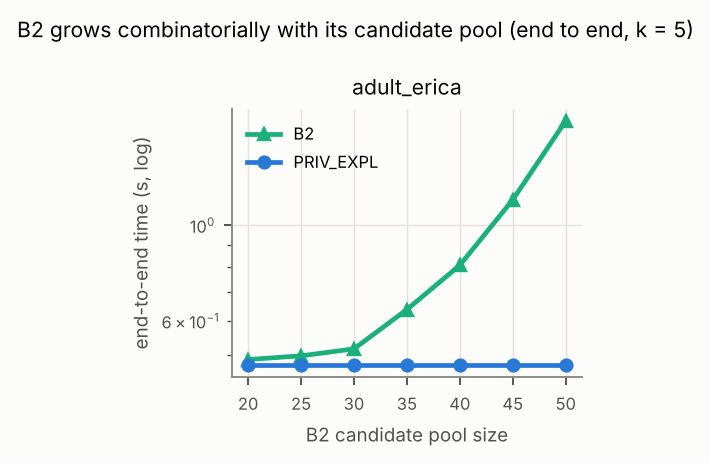 B2 grows combinatorially with its candidate pool (end to end, k = 5)
adult_erica
B2
PRIV_EXPL
end-to-end time (s, log)
10⁰
6 × 10⁻¹
20 25 30 35 40 45 50
B2 candidate pool size